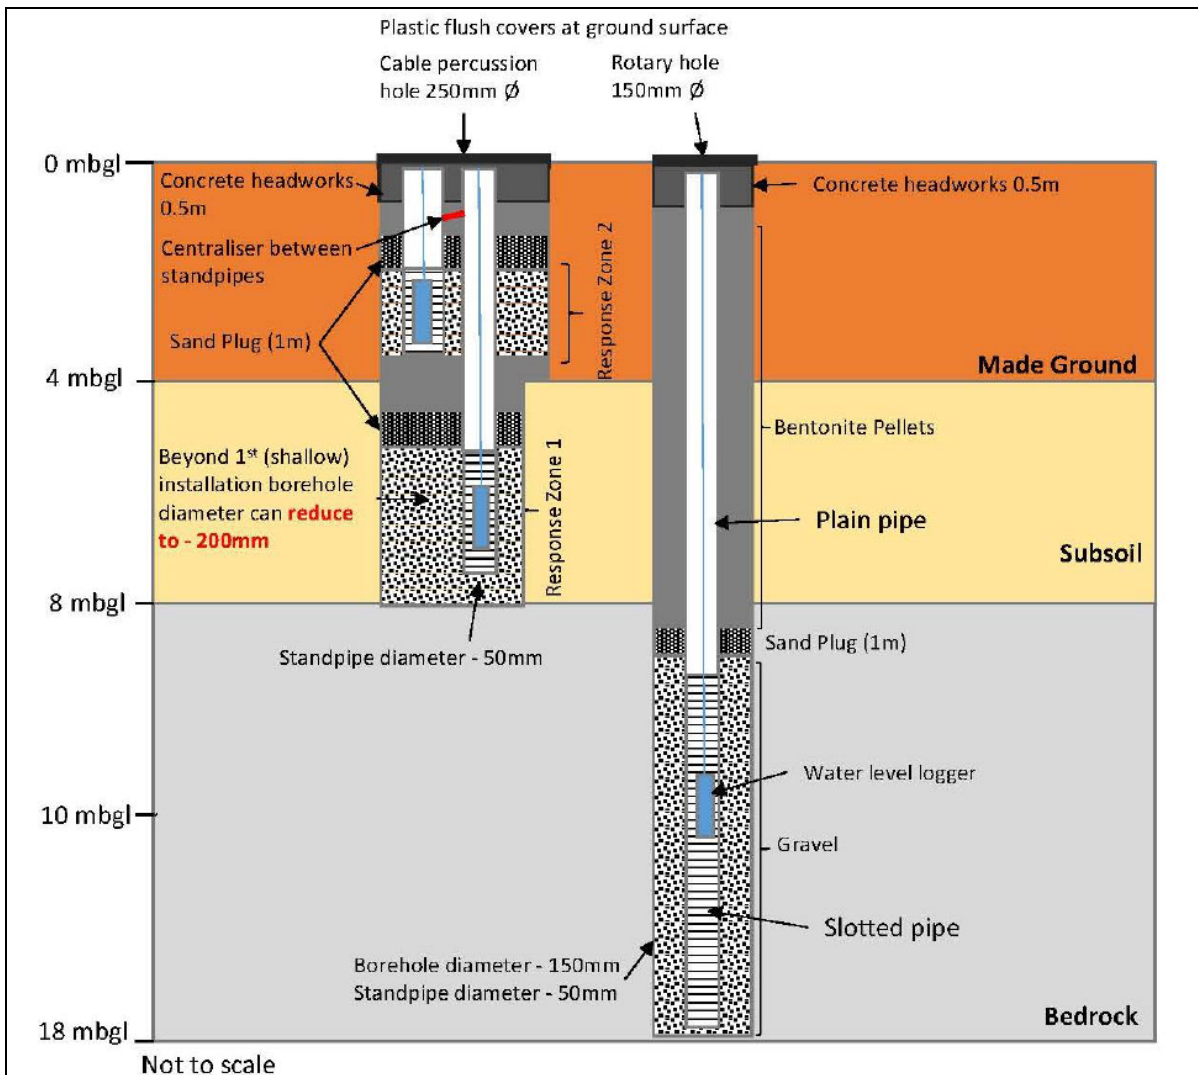 Plastic flush covers at ground surface
Cable percussion
hole 250mm Ø
Rotary hole
150mm Ø
0 mbgl
Concrete headworks
0.5m
Concrete headworks 0.5m
Centraliser between
standpipes
Response Zone 2
Sand Plug (1m)
Made Ground
4 mbgl
Bentonite Pellets
Beyond 1st (shallow)
installation borehole
diameter can reduce
to - 200mm
Response Zone 1
Plain pipe
Subsoil
8 mbgl
Sand Plug (1m)
Standpipe diameter - 50mm
Water level logger
10 mbgl
Gravel
Slotted pipe
Borehole diameter - 150mm
Standpipe diameter - 50mm
Bedrock
18 mbgl
Not to scale